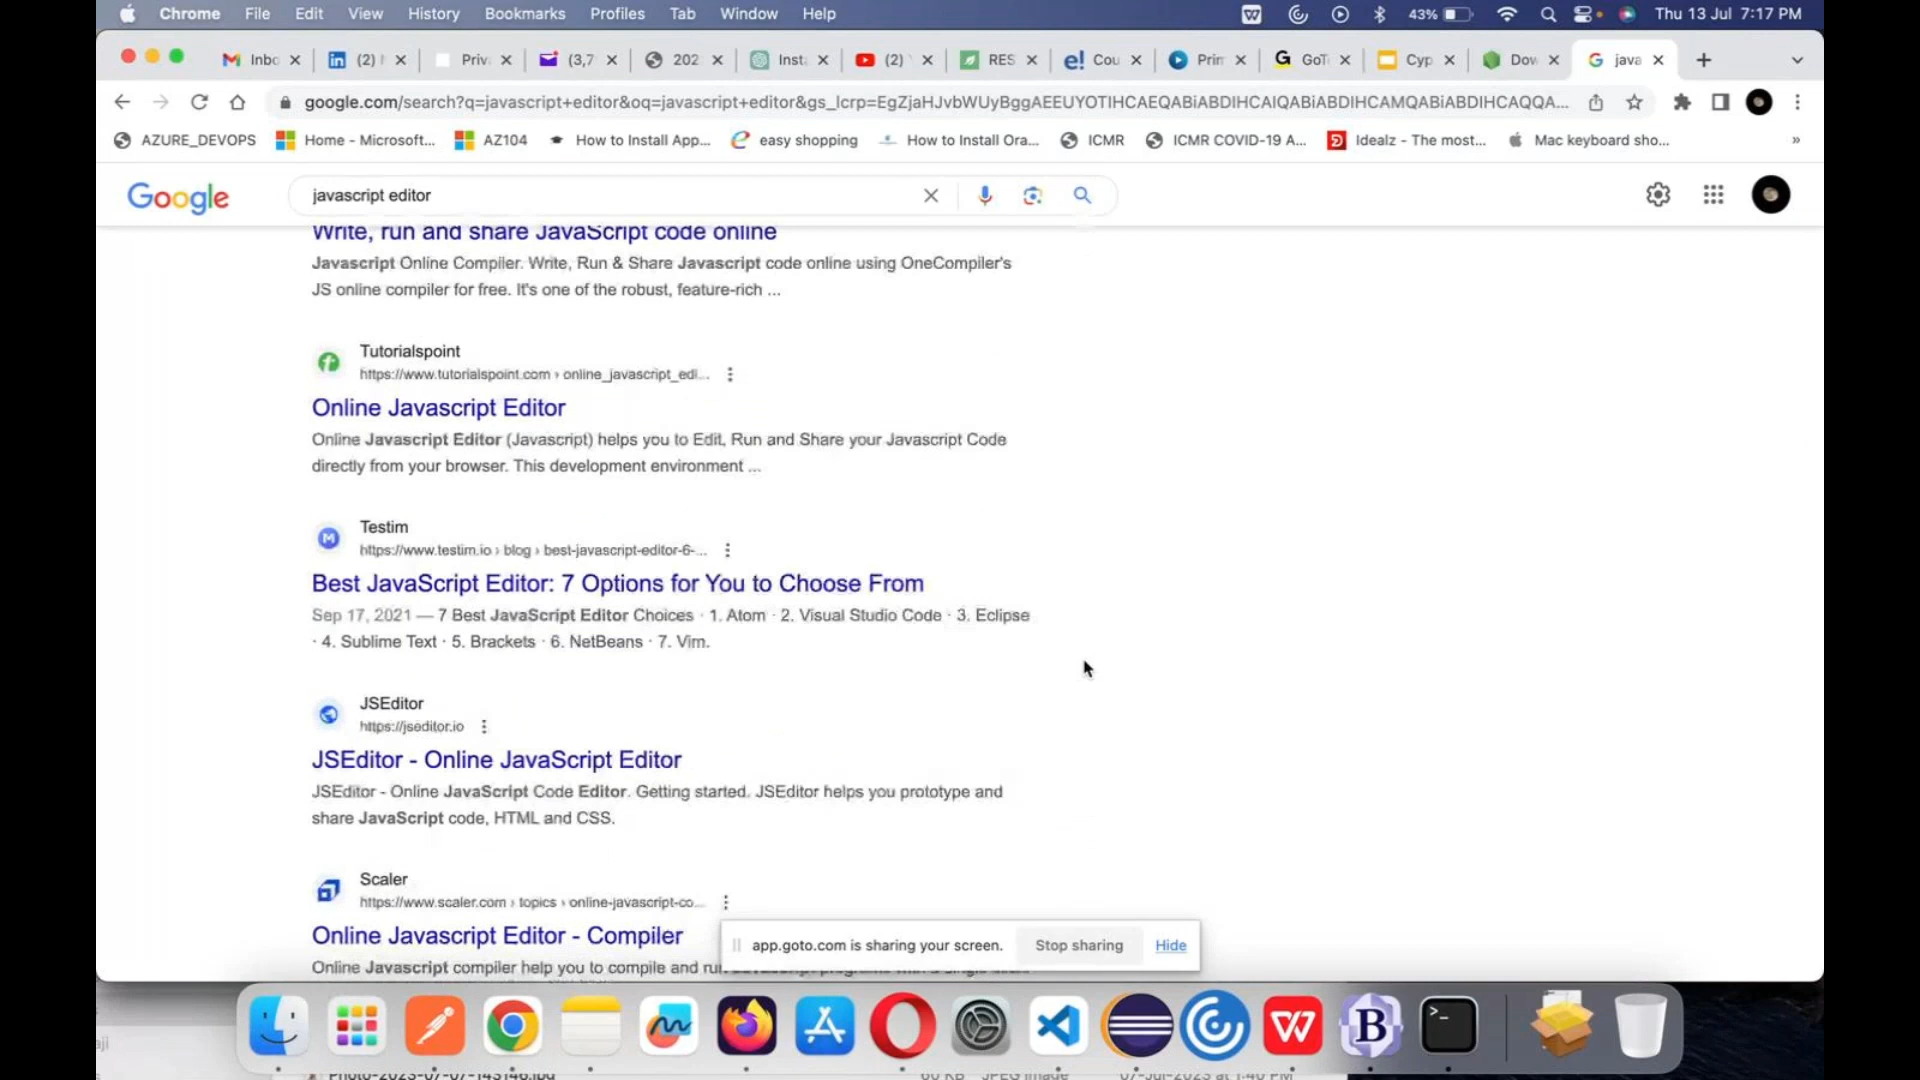 Chrome File Edit View History Bookmarks Profiles Tab Window Help 43% Thu 13 Jul 7:17 PM
Inbo (2) Priv (3,7 202 Inst (2) RES e! Cou Prim G GoT Cyp Dow java
google.com/search?q=javascript+editor&oq=javascript+editor&gs_lcrp=EgZjaHJvbWUyBggAEEUYOTIHCAEQABiABDIHCAIQABiABDIHCAMQABiABDIHCAQQA...
AZURE_DEVOPS Home - Microsoft... AZ104 How to Install App... easy shopping How to Install Ora... ICMR ICMR COVID-19 A... Idealz - The most... Mac keyboard sho... »
Google javascript editor
Write, run and share JavaScript code online
Javascript Online Compiler. Write, Run & Share Javascript code online using OneCompiler's
JS online compiler for free. It's one of the robust, feature-rich ...
Tutorialspoint
https://www.tutorialspoint.com › online_javascript_edi...
Online Javascript Editor
Online Javascript Editor (Javascript) helps you to Edit, Run and Share your Javascript Code
directly from your browser. This development environment ...
Testim
https://www.testim.io › blog › best-javascript-editor-6-...
Best JavaScript Editor: 7 Options for You to Choose From
Sep 17, 2021 — 7 Best JavaScript Editor Choices · 1. Atom · 2. Visual Studio Code · 3. Eclipse
· 4. Sublime Text · 5. Brackets · 6. NetBeans · 7. Vim.
JSEditor
https://jseditor.io
JSEditor - Online JavaScript Editor
JSEditor - Online JavaScript Code Editor. Getting started. JSEditor helps you prototype and
share JavaScript code, HTML and CSS.
Scaler
https://www.scaler.com › topics › online-javascript-co...
Online Javascript Editor - Compiler
app.goto.com is sharing your screen. Stop sharing Hide
Online Javascript compiler help you to compile and run